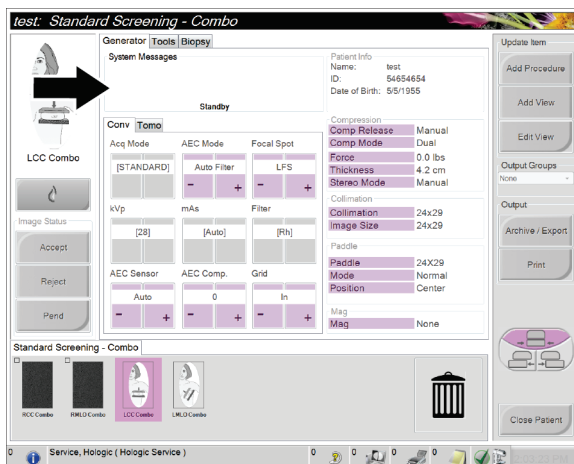 test: Standard Screening - Combo
Generator Tools Biopsy
System Messages
Standby
LCC Combo
Image Status
Accept
Reject
Pend
Conv Tomo
Acq Mode AEC Mode Focal Spot
[STANDARD] Auto Filter LFS
- + - +
kVp mAs Filter
[28] [Auto] [Rh]
AEC Sensor AEC Comp. Grid
Auto 0 In
- + - + - +
Patient Info
Name: test
ID: 54654654
Date of Birth: 5/5/1955
Compression
Comp Release Manual
Comp Mode Dual
Force 0.0 lbs
Thickness 4.2 cm
Stereo Mode Manual
Collimation
Collimation 24x29
Image Size 24x29
Paddle
Paddle 24X29
Mode Normal
Position Center
Mag
Mag None
Update Item
Add Procedure
Add View
Edit View
Output Groups
None
Output
Archive / Export
Print
Close Patient
Standard Screening - Combo
RCC Combo RMLO Combo LCC Combo LMLO Combo
0 Service, Hologic ( Hologic Service ) 0 0 0 0